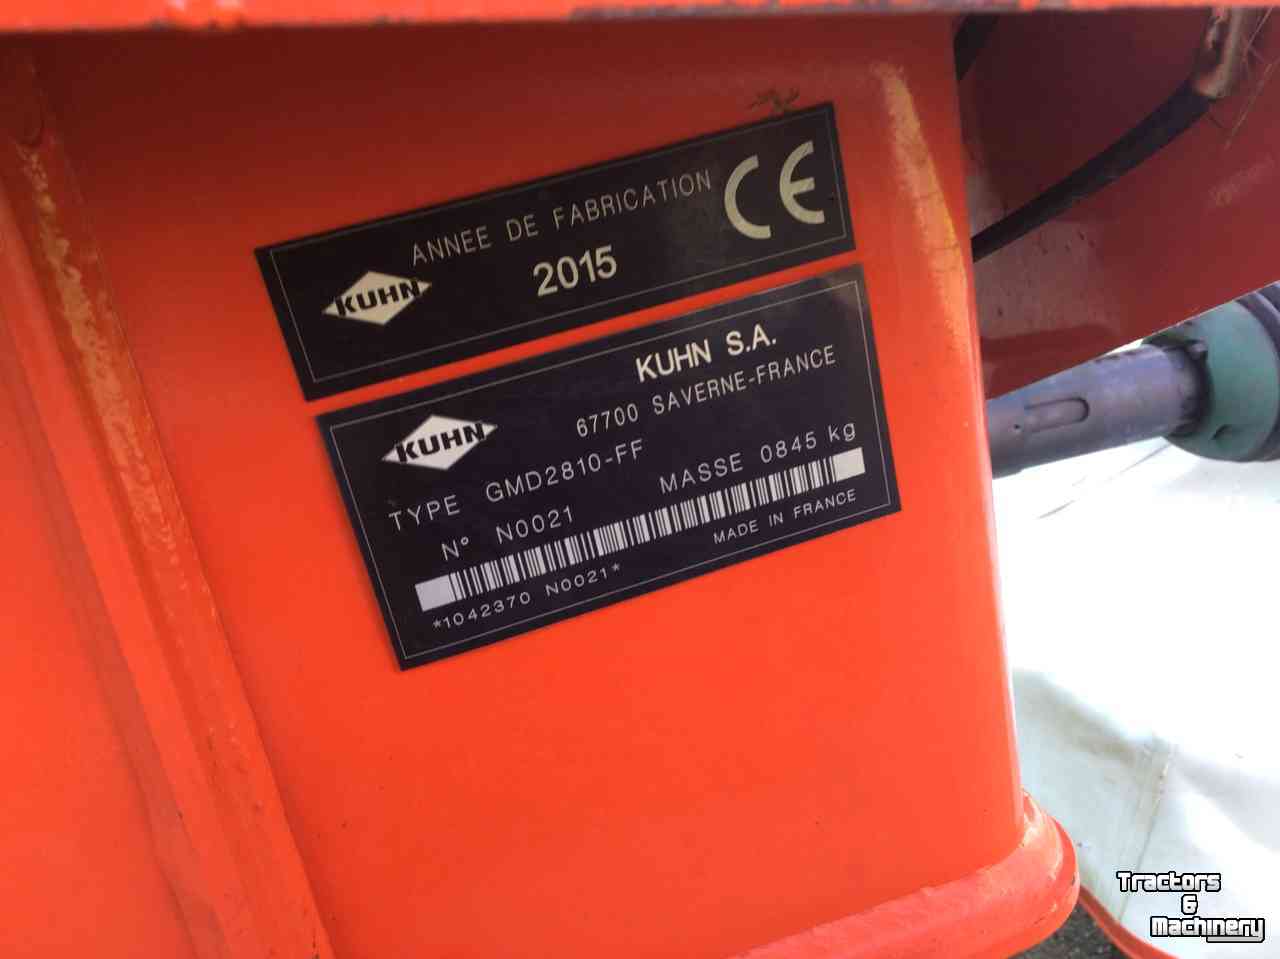 ANNEE DE FABRICATION
KUHN 2015 CE
KUHN S.A.
67700 SAVERNE-FRANCE
KUHN
TYPE GMD2810-FF
N° N0021 MASSE 0845 kg
*1042370 N0021*
MADE IN FRANCE
Tractors
&
Machinery